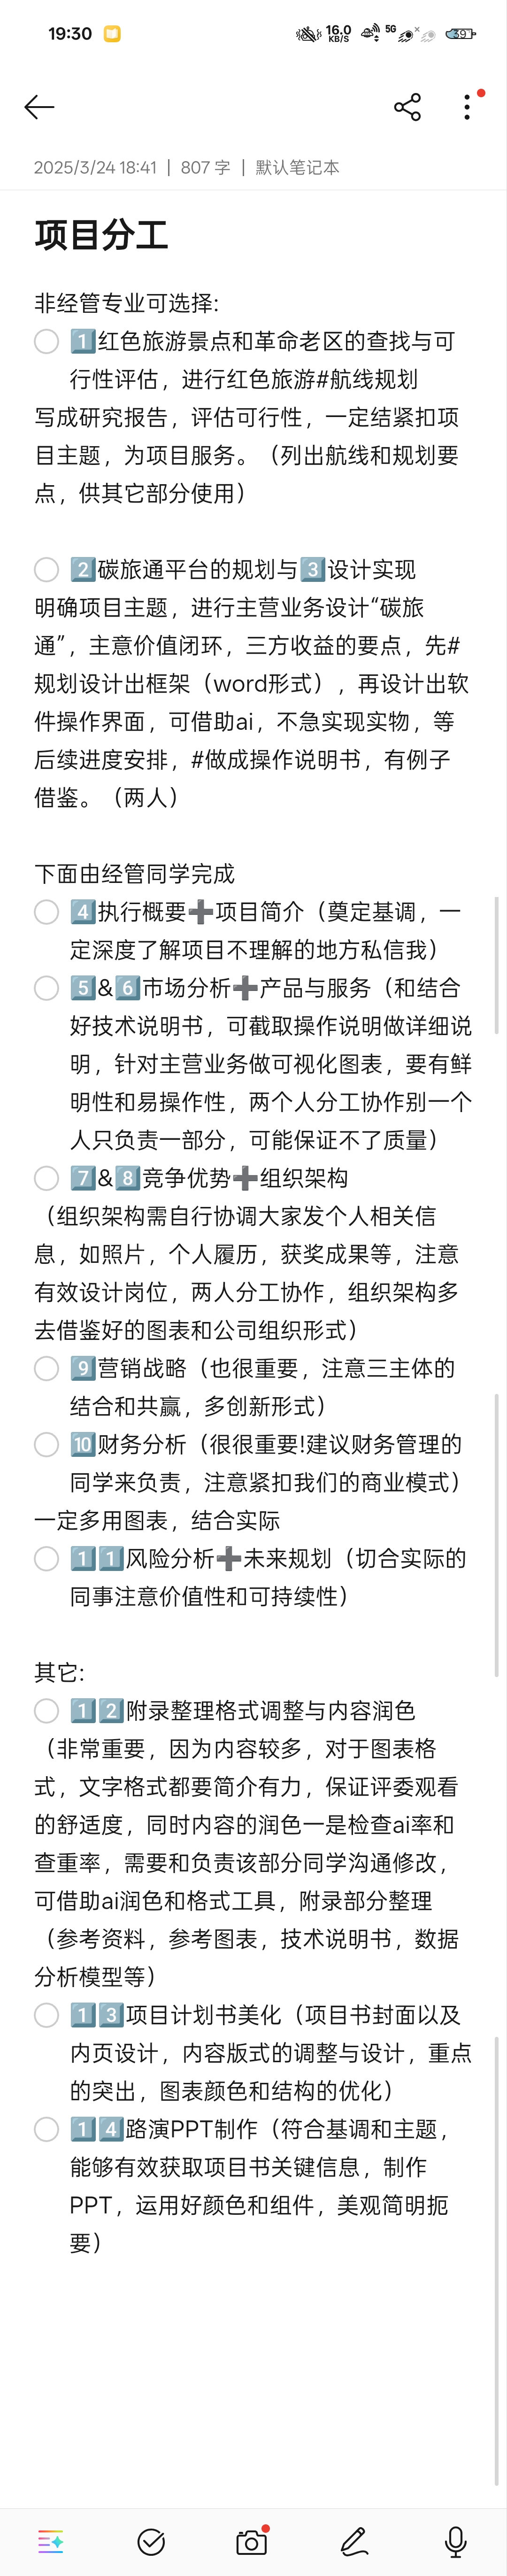 19:30 16.0 KB/S 5G 39
2025/3/24 18:41 | 807 字 | 默认笔记本
项目分工
非经管专业可选择:
1️⃣红色旅游景点和革命老区的查找与可
行性评估，进行红色旅游#航线规划
写成研究报告，评估可行性，一定结紧扣项
目主题，为项目服务。（列出航线和规划要
点，供其它部分使用）
2️⃣碳旅通平台的规划与3️⃣设计实现
明确项目主题，进行主营业务设计“碳旅
通”，主意价值闭环，三方收益的要点，先#
规划设计出框架（word形式），再设计出软
件操作界面，可借助ai，不急实现实物，等
后续进度安排，#做成操作说明书，有例子
借鉴。（两人）
下面由经管同学完成
4️⃣执行概要➕项目简介（奠定基调，一
定深度了解项目不理解的地方私信我）
5️⃣&6️⃣市场分析➕产品与服务（和结合
好技术说明书，可截取操作说明做详细说
明，针对主营业务做可视化图表，要有鲜
明性和易操作性，两个人分工协作别一个
人只负责一部分，可能保证不了质量）
7️⃣&8️⃣竞争优势➕组织架构
（组织架构需自行协调大家发个人相关信
息，如照片，个人履历，获奖成果等，注意
有效设计岗位，两人分工协作，组织架构多
去借鉴好的图表和公司组织形式）
9️⃣营销战略（也很重要，注意三主体的
结合和共赢，多创新形式）
🔟财务分析（很很重要!建议财务管理的
同学来负责，注意紧扣我们的商业模式）
一定多用图表，结合实际
1️⃣1️⃣风险分析➕未来规划（切合实际的
同事注意价值性和可持续性）
其它:
1️⃣2️⃣附录整理格式调整与内容润色
（非常重要，因为内容较多，对于图表格
式，文字格式都要简介有力，保证评委观看
的舒适度，同时内容的润色一是检查ai率和
查重率，需要和负责该部分同学沟通修改，
可借助ai润色和格式工具，附录部分整理
（参考资料，参考图表，技术说明书，数据
分析模型等）
1️⃣3️⃣项目计划书美化（项目书封面以及
内页设计，内容版式的调整与设计，重点
的突出，图表颜色和结构的优化）
1️⃣4️⃣路演PPT制作（符合基调和主题，
能够有效获取项目书关键信息，制作
PPT，运用好颜色和组件，美观简明扼
要）